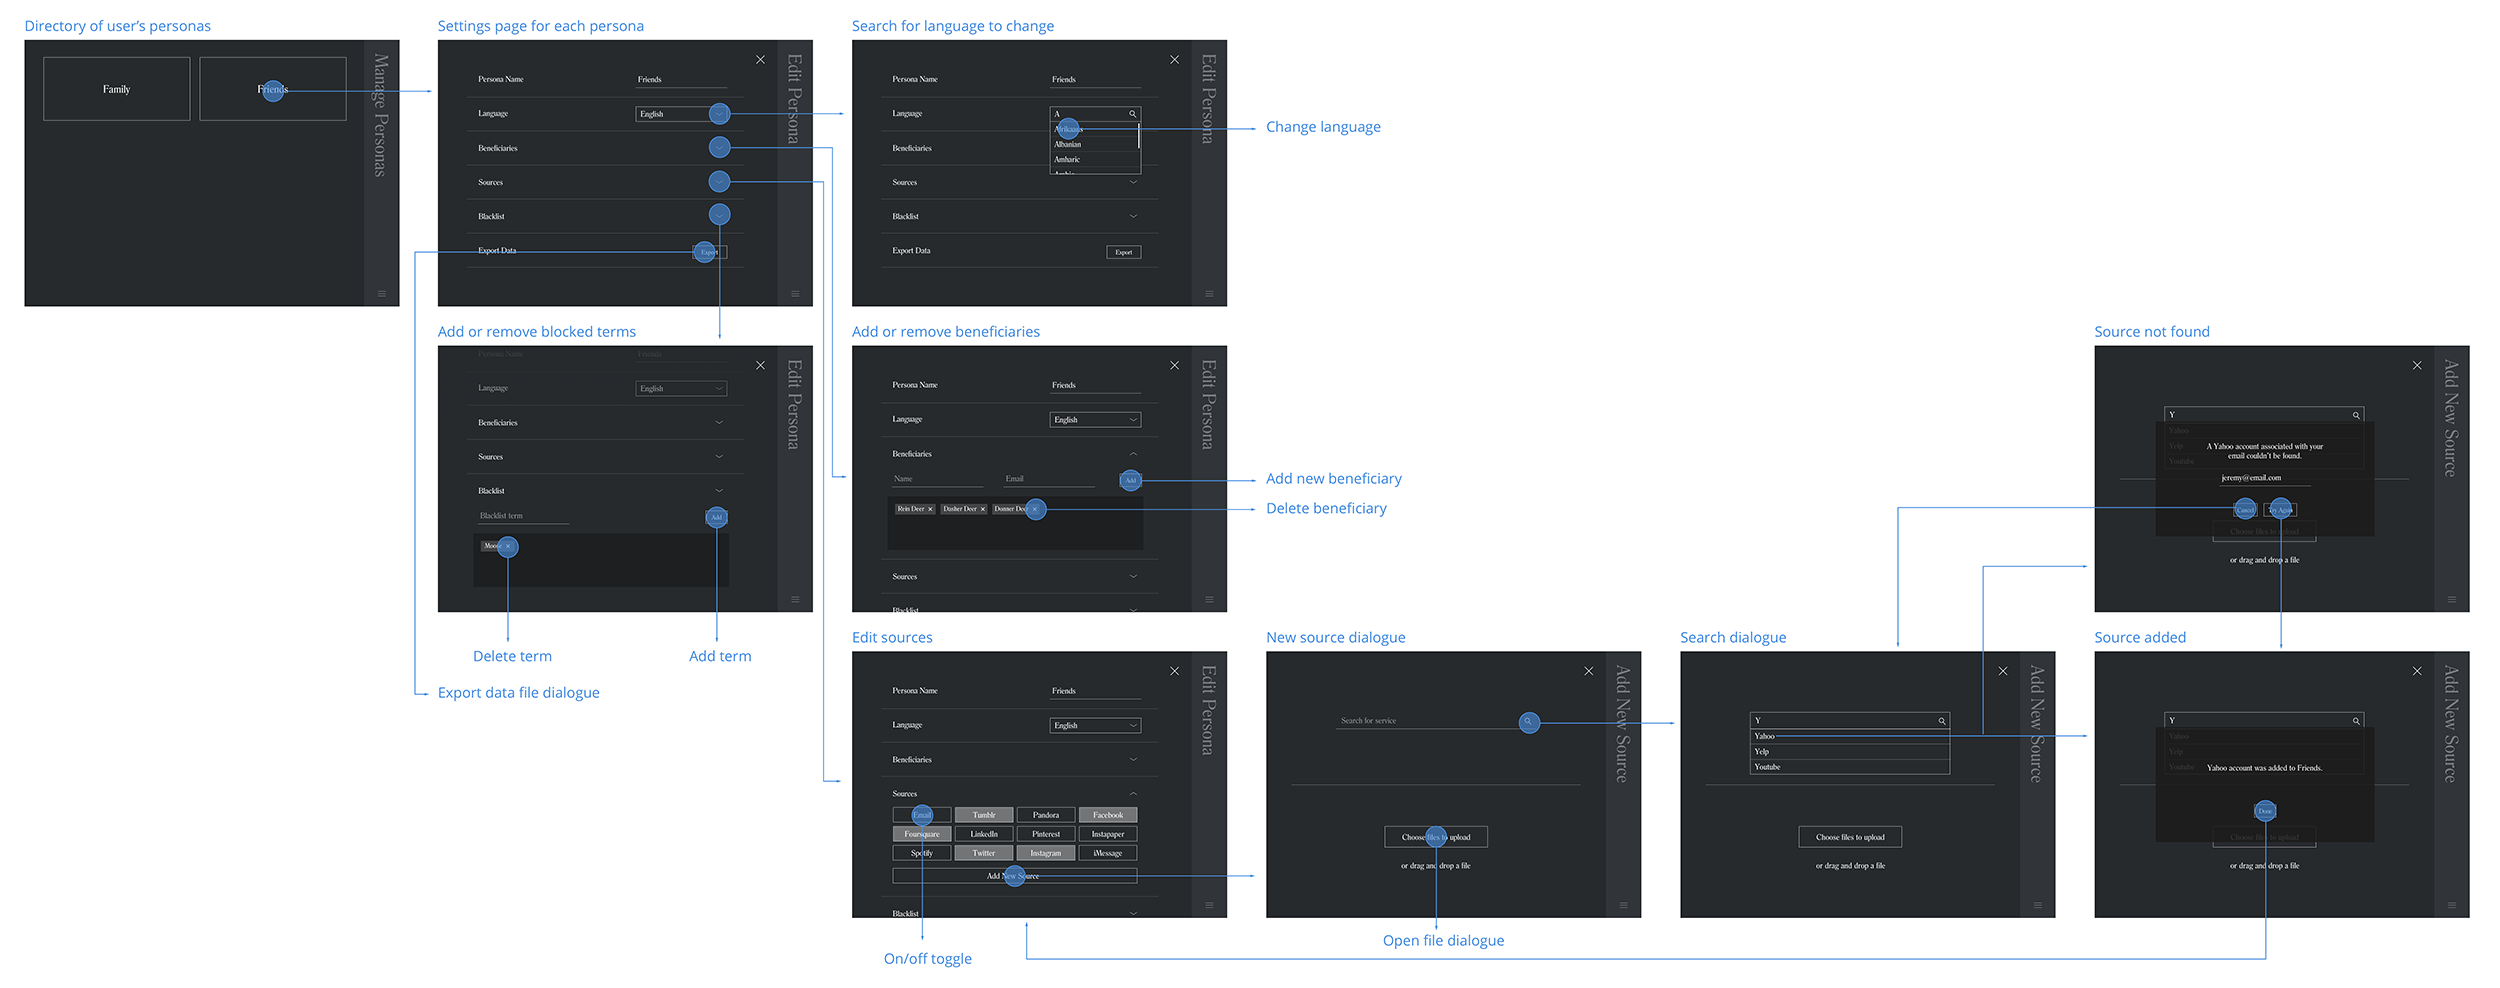 Directory of user's personas
Family
Friends
Manage Personas
Settings page for each persona
Persona Name
Friends
Language
English
Beneficiaries
Sources
Blacklist
Export Data
Export
Edit Persona
Search for language to change
Persona Name
Friends
Language
A
Afrikaans
Albanian
Amharic
Beneficiaries
Sources
Blacklist
Export Data
Export
Edit Persona
Change language
Add or remove blocked terms
Persona Name
Friends
Language
English
Beneficiaries
Sources
Blacklist
Blacklist term
Add
Moose
Edit Persona
Delete term
Add term
Export data file dialogue
Add or remove beneficiaries
Persona Name
Friends
Language
English
Beneficiaries
Name
Email
Add
Rein Deer
Dasher Deer
Donner Deer
Sources
Blacklist
Edit Persona
Add new beneficiary
Delete beneficiary
Source not found
Y
Yahoo
Yelp
Youtube
A Yahoo account associated with your
email couldn't be found.
jeremy@email.com
Cancel
Try Again
Choose files to upload
or drag and drop a file
Add New Source
Edit sources
Persona Name
Friends
Language
English
Beneficiaries
Sources
Email
Tumblr
Pandora
Facebook
Foursquare
LinkedIn
Pinterest
Instapaper
Spotify
Twitter
Instagram
iMessage
Add New Source
Blacklist
Edit Persona
On/off toggle
New source dialogue
Search for service
Choose files to upload
or drag and drop a file
Add New Source
Open file dialogue
Search dialogue
Y
Yahoo
Yelp
Youtube
Choose files to upload
or drag and drop a file
Add New Source
Source added
Y
Yahoo
Yelp
Youtube
Yahoo account was added to Friends.
Done
Choose files to upload
or drag and drop a file
Add New Source